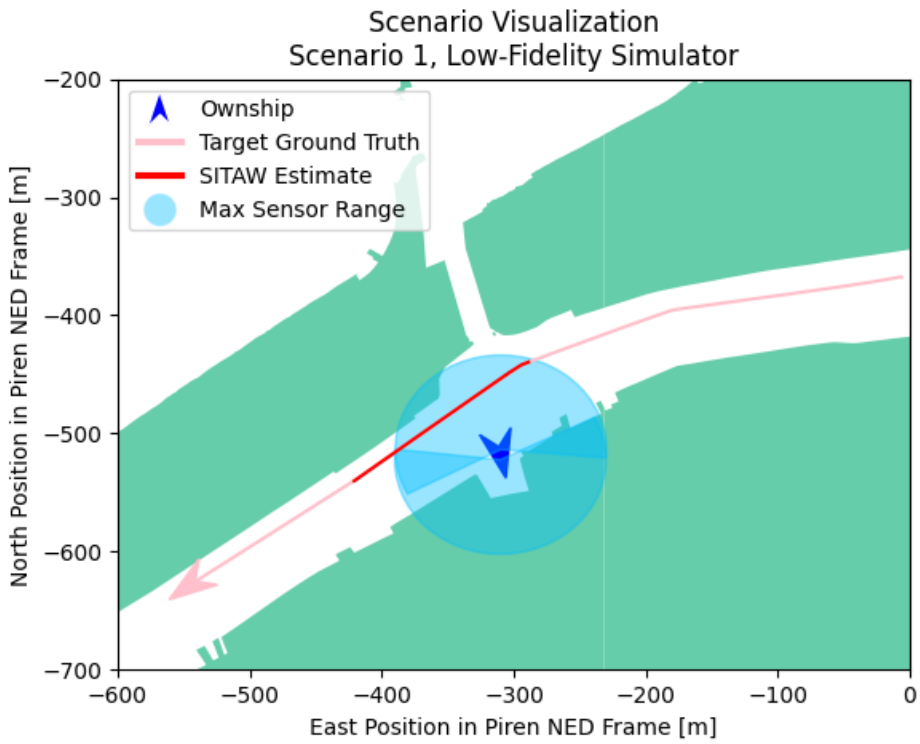 Scenario Visualization
Scenario 1, Low-Fidelity Simulator
Ownship
Target Ground Truth
SITAW Estimate
Max Sensor Range
North Position in Piren NED Frame [m]
−200
−300
−400
−500
−600
−700
−600
−500
−400
−300
−200
−100
0
East Position in Piren NED Frame [m]